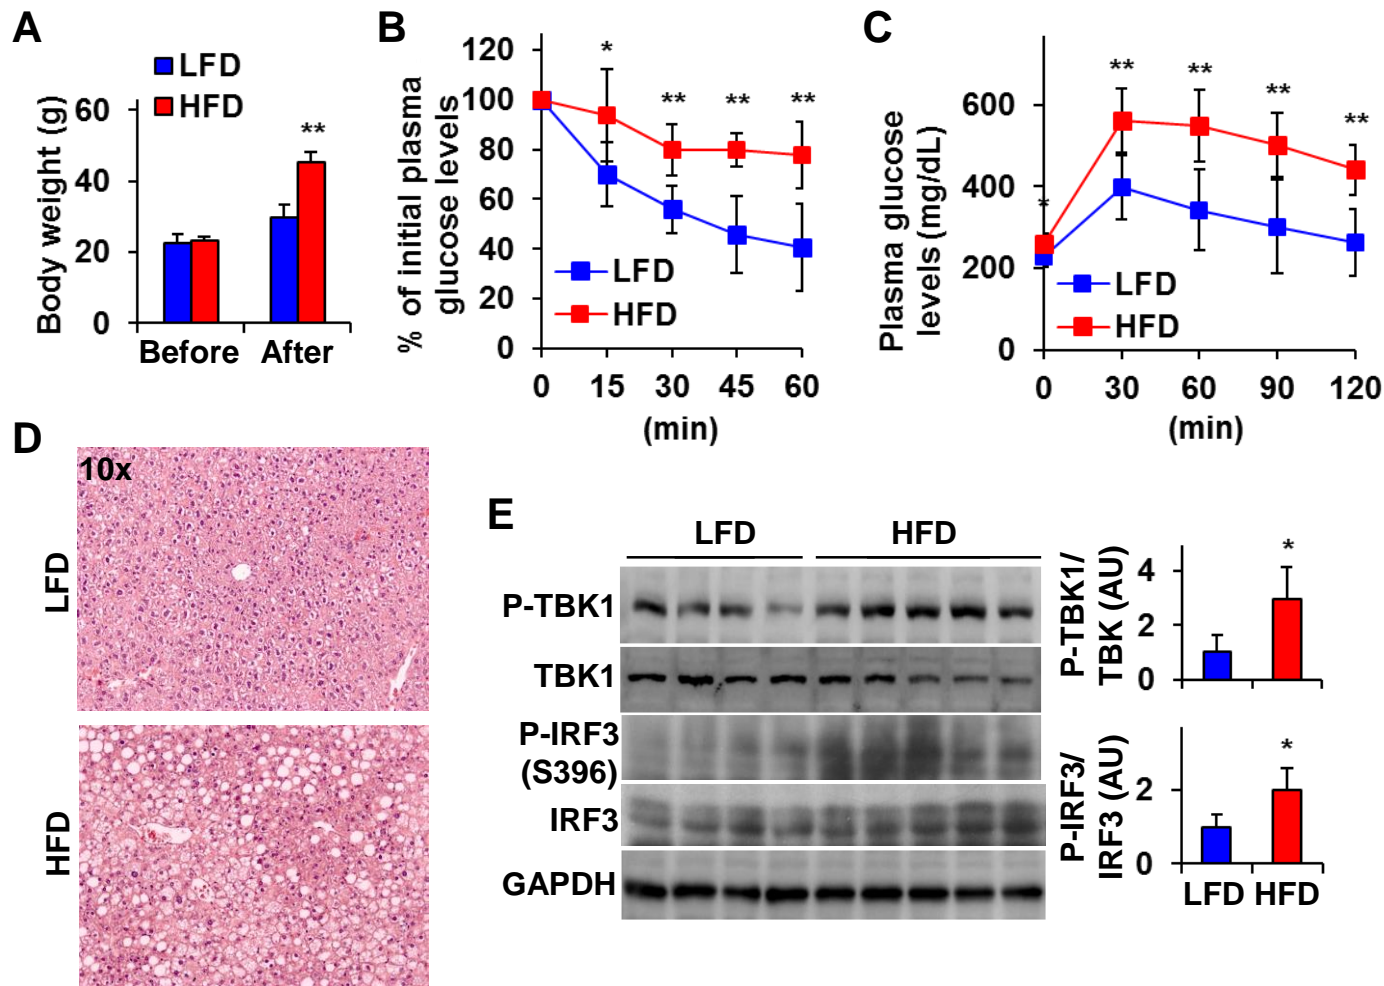 A
LFD
HFD
Body weight (g)
60
40
20
0
**
Before After
B
% of initial plasma
glucose levels
120
100
80
60
40
20
0
*
**
**
**
LFD
HFD
0 15 30 45 60
(min)
C
Plasma glucose
levels (mg/dL)
600
400
200
0
*
**
**
**
**
LFD
HFD
0 30 60 90 120
(min)
D
10x
LFD
HFD
E
LFD HFD
P-TBK1
TBK1
P-IRF3
(S396)
IRF3
GAPDH
P-TBK1/
TBK (AU)
4
2
0
*
P-IRF3/
IRF3 (AU)
2
0
*
LFD HFD